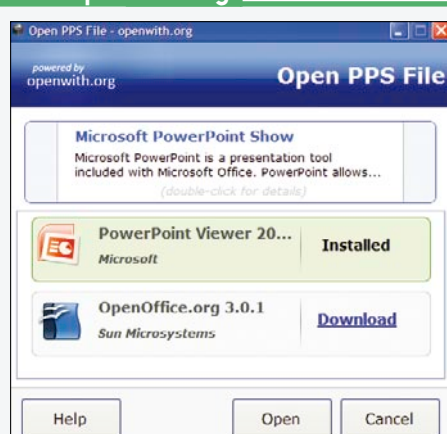 Open PPS File - openwith.org
powered by
openwith.org
Open PPS File
Microsoft PowerPoint Show
Microsoft PowerPoint is a presentation tool
included with Microsoft Office. PowerPoint allows...
(double-click for details)
PowerPoint Viewer 20...
Installed
Microsoft
OpenOffice.org 3.0.1
Download
Sun Microsystems
Help
Open
Cancel